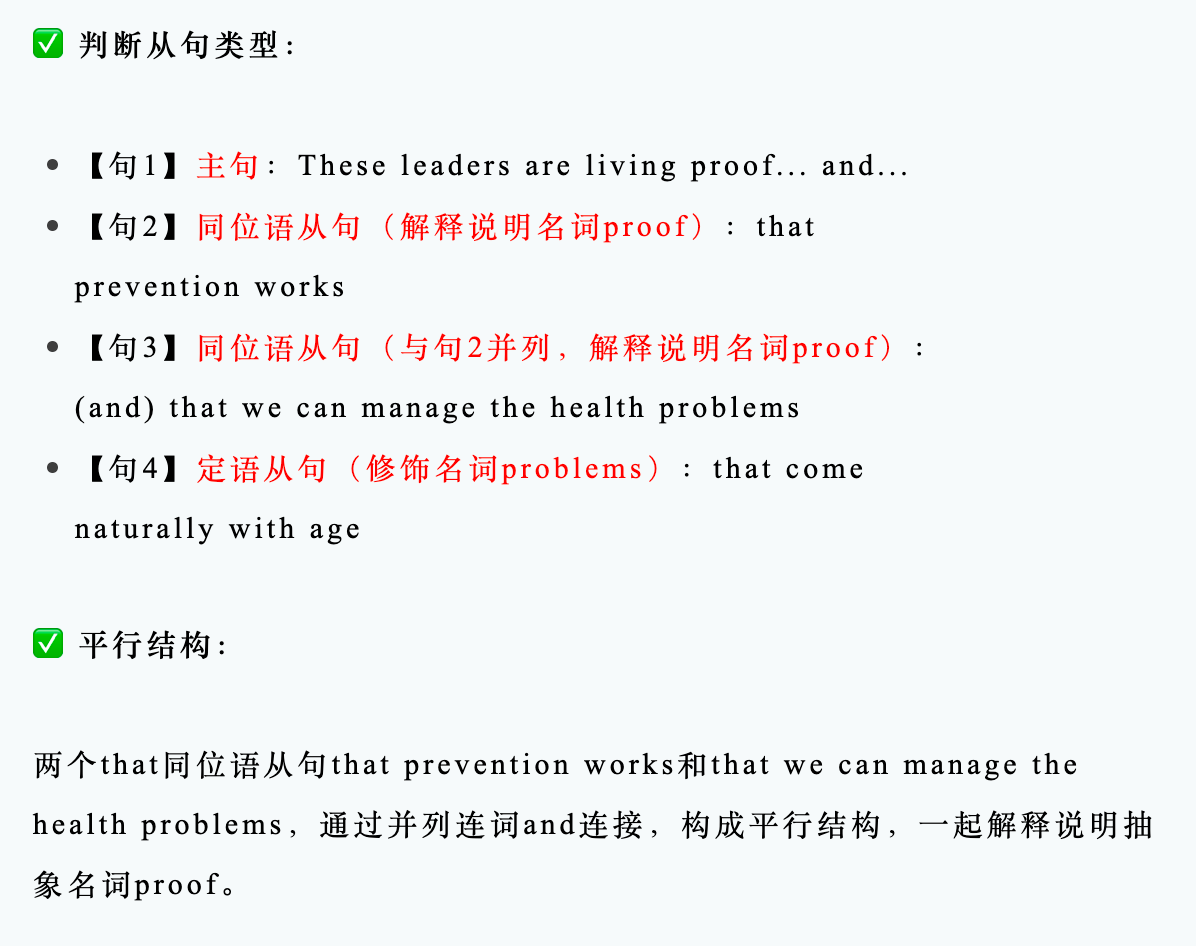 ✅ 判断从句类型：
• 【句1】主句：These leaders are living proof... and...
• 【句2】同位语从句（解释说明名词proof）：that
prevention works
• 【句3】同位语从句（与句2并列，解释说明名词proof）：
(and) that we can manage the health problems
• 【句4】定语从句（修饰名词problems）：that come
naturally with age
✅ 平行结构：
两个that同位语从句that prevention works和that we can manage the
health problems，通过并列连词and连接，构成平行结构，一起解释说明抽
象名词proof。